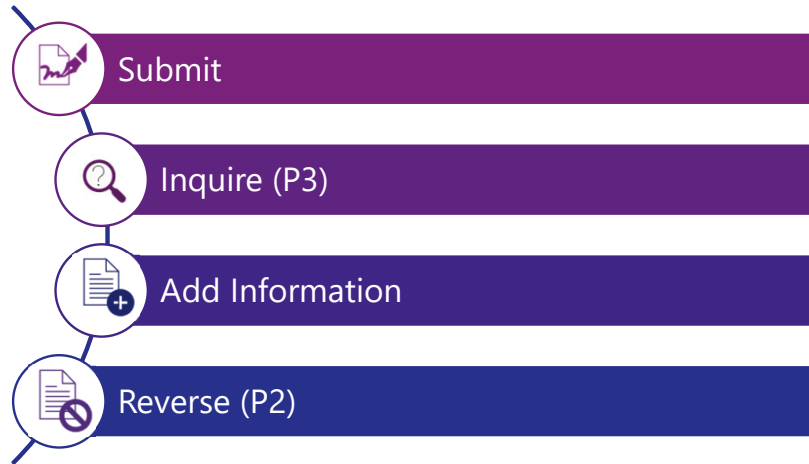 Submit
Inquire (P3)
Add Information
Reverse (P2)